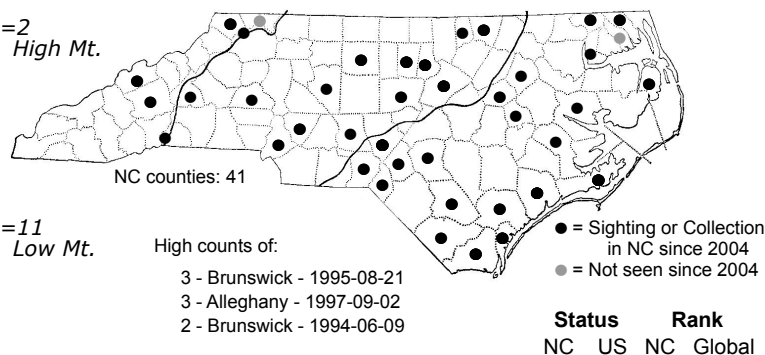 =2
High Mt.
NC counties: 41
=11
Low Mt.
High counts of:
3 - Brunswick - 1995-08-21
3 - Alleghany - 1997-09-02
2 - Brunswick - 1994-06-09
● = Sighting or Collection
in NC since 2004
● = Not seen since 2004
Status Rank
NC US NC Global